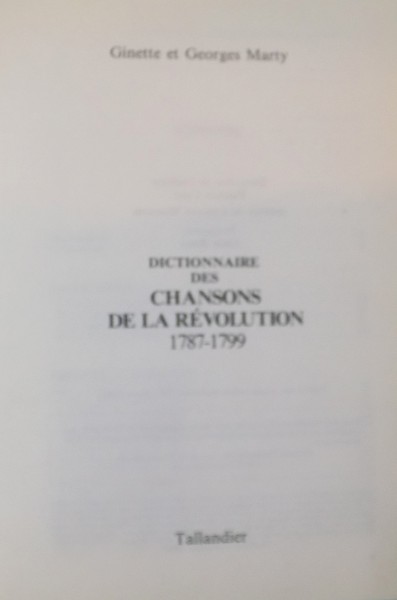 Ginette et Georges Marty
DICTIONNAIRE
DES
CHANSONS
DE LA RÉVOLUTION
1787-1799
Tallandier